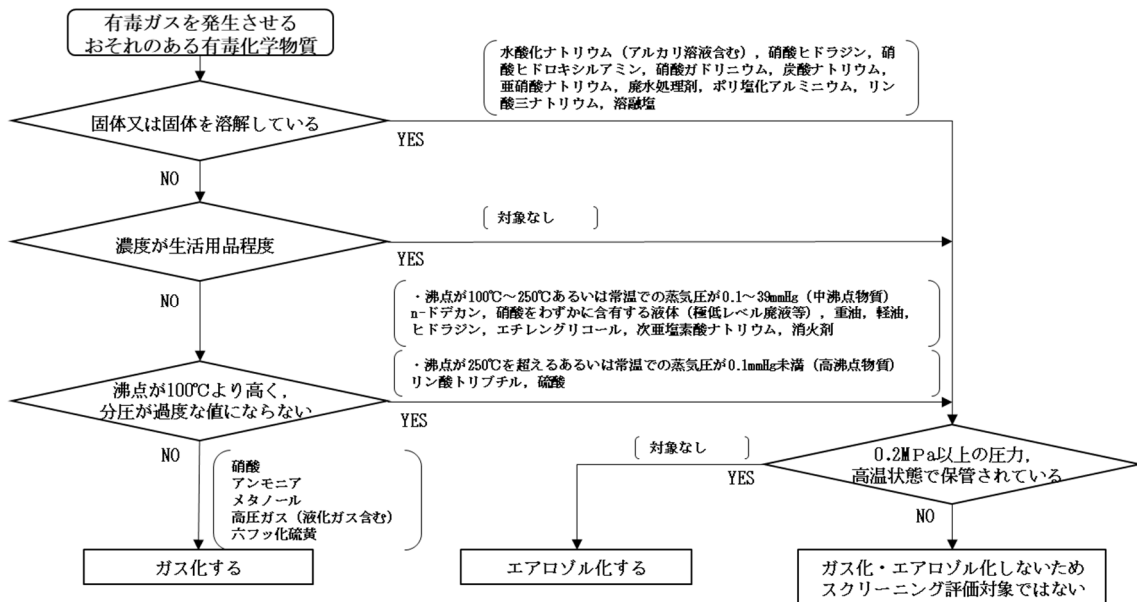 有毒ガスを発生させる
おそれのある有毒化学物質
水酸化ナトリウム（アルカリ溶液含む）,硝酸ヒドラジン,硝
酸ヒドロキシルアミン,硝酸ガドリニウム,炭酸ナトリウム,
亜硝酸ナトリウム,廃水処理剤,ポリ塩化アルミニウム,リン
酸三ナトリウム,溶融塩
固体又は固体を溶解している
YES
NO
対象なし
濃度が生活用品程度
YES
NO
・沸点が100℃～250℃あるいは常温での蒸気圧が0.1～39mmHg（中沸点物質）
n-ドデカン,硝酸をわずかに含有する液体（極低レベル廃液等）,重油,軽油,
ヒドラジン,エチレングリコール,次亜塩素酸ナトリウム,消火剤
・沸点が250℃を超えるあるいは常温での蒸気圧が0.1mmHg未満（高沸点物質）
リン酸トリブチル,硫酸
沸点が100℃より高く,
分圧が過度な値にならない
YES
NO
対象なし
0.2MPa以上の圧力,
高温状態で保管されている
YES
NO
硝酸
アンモニア
メタノール
高圧ガス（液化ガス含む）
六フッ化硫黄
ガス化する
エアロゾル化する
ガス化・エアロゾル化しないため
スクリーニング評価対象ではない